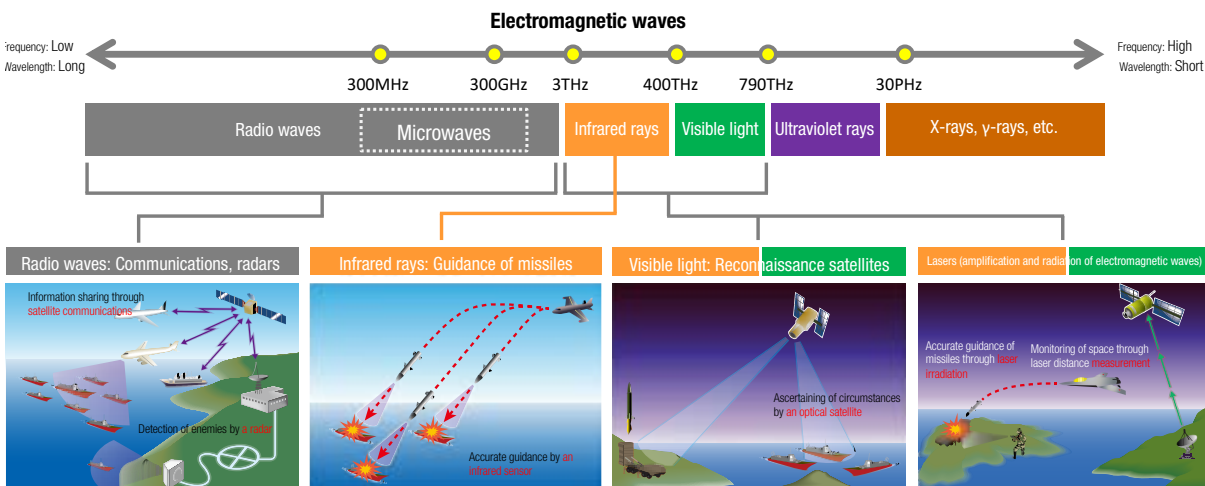 Electromagnetic waves
Frequency: Low
Wavelength: Long
Frequency: High
Wavelength: Short
300MHz
300GHz
3THz
400THz
790THz
30PHz
Radio waves
Microwaves
Infrared rays
Visible light
Ultraviolet rays
X-rays, γ-rays, etc.
Radio waves: Communications, radars
Information sharing through
satellite communications
Detection of enemies by a radar
Infrared rays: Guidance of missiles
Accurate guidance by an
infrared sensor
Visible light: Reconnaissance satellites
Ascertaining of circumstances
by an optical satellite
Lasers (amplification and radiation of electromagnetic waves)
Accurate guidance of
missiles through laser
irradiation
Monitoring of space through
laser distance measurement